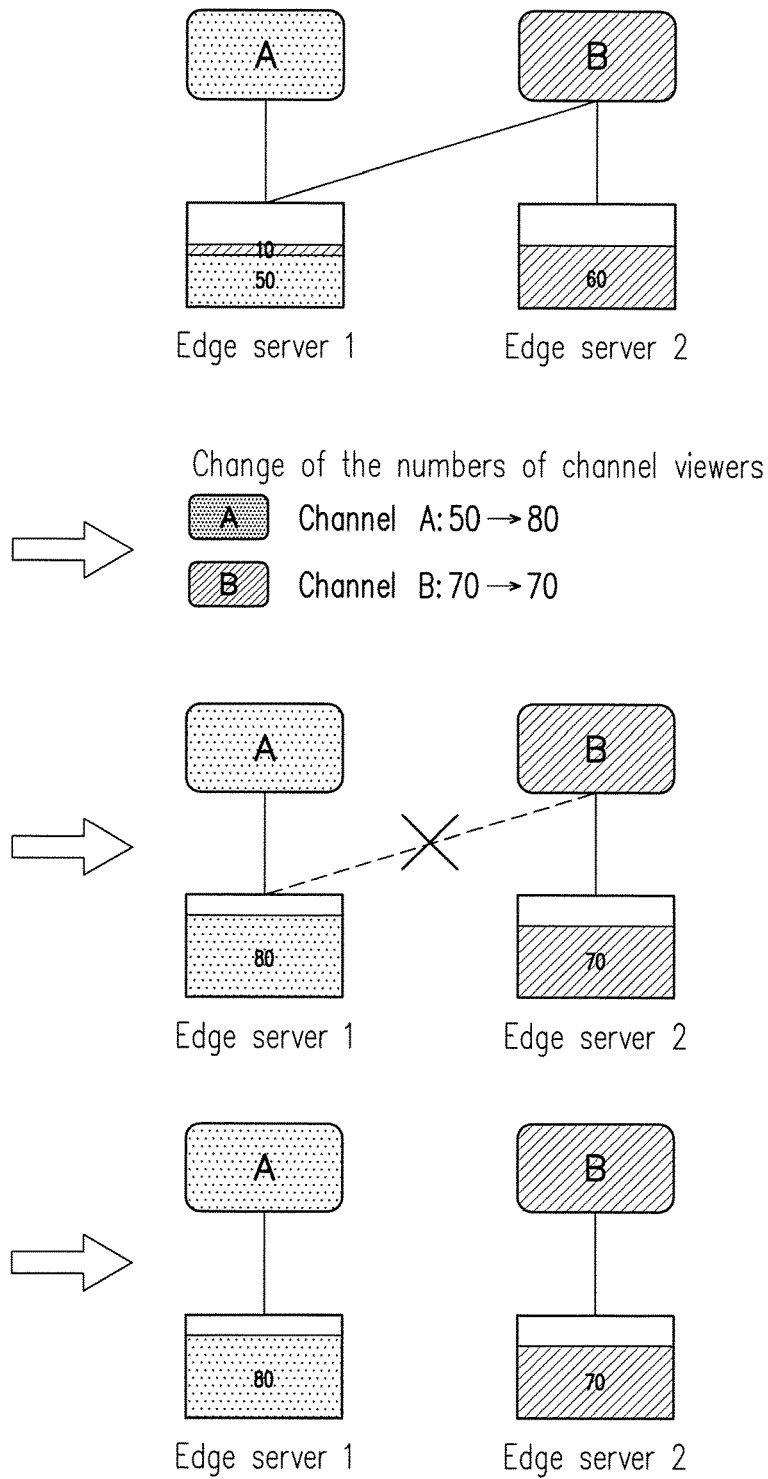 A B
10
50 60
Edge server 1 Edge server 2
Change of the numbers of channel viewers
A Channel A: 50 → 80
B Channel B: 70 → 70
A B
80 70
Edge server 1 Edge server 2
A B
80 70
Edge server 1 Edge server 2